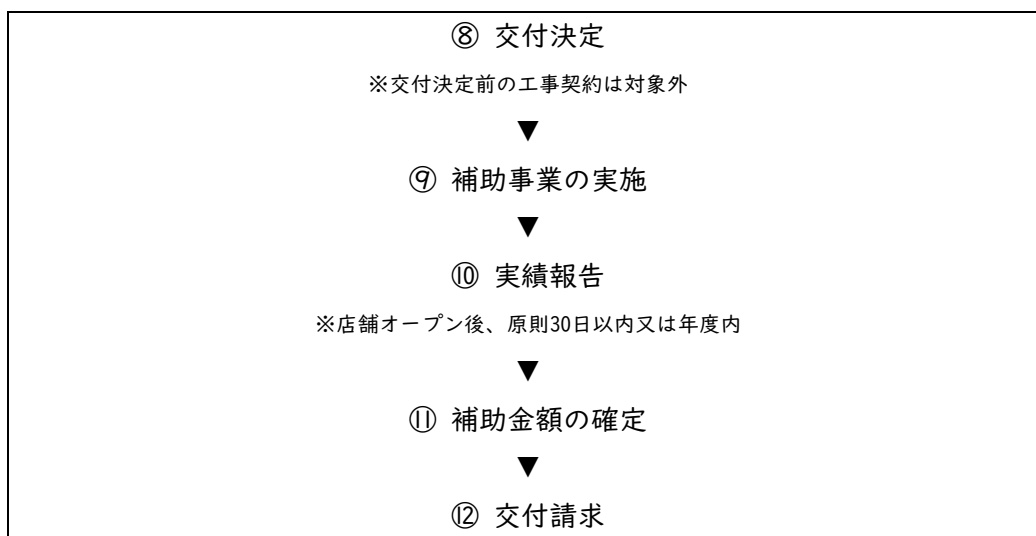 ⑧ 交付決定
※交付決定前の工事契約は対象外
▼
⑨ 補助事業の実施
▼
⑩ 実績報告
※店舗オープン後、原則30日以内又は年度内
▼
⑪ 補助金額の確定
▼
⑫ 交付請求